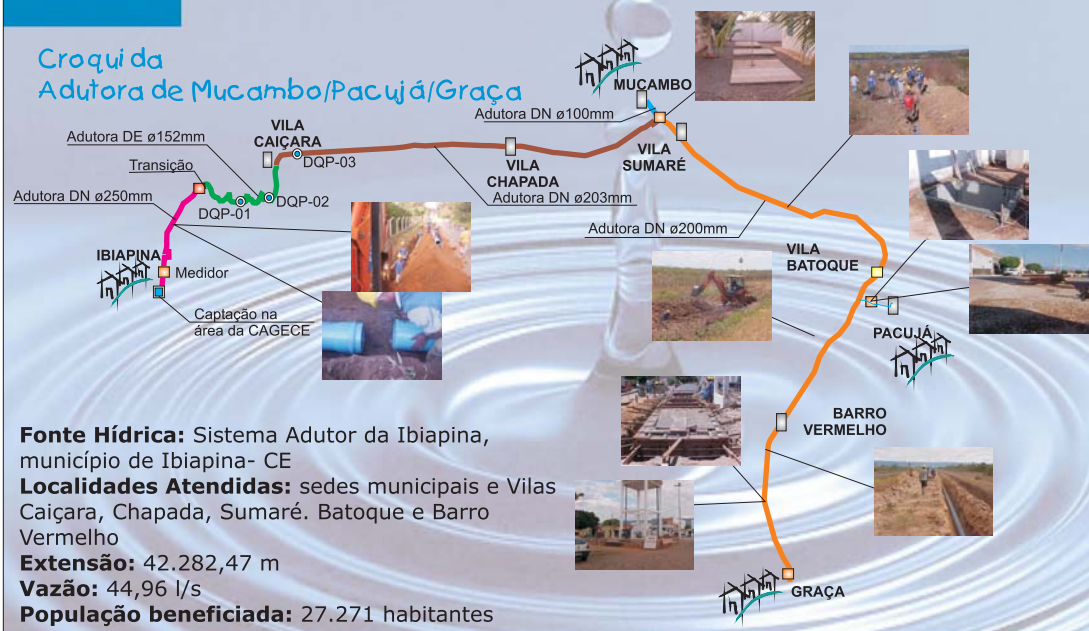 Croqui da
Adutora de Mucambo/Pacujá/Graça
MUCAMBO
Adutora DN ø100mm
VILA
CAIÇARA
Adutora DE ø152mm
DQP-03
VILA
SUMARÉ
VILA
CHAPADA
Transição
Adutora DN ø203mm
Adutora DN ø250mm
DQP-01
DQP-02
Adutora DN ø200mm
VILA
BATOQUE
IBIAPINA
Medidor
Captação na
área da CAGECE
PACUJÁ
BARRO
VERMELHO
GRAÇA
Fonte Hídrica: Sistema Adutor da Ibiapina,
município de Ibiapina- CE
Localidades Atendidas: sedes municipais e Vilas
Caiçara, Chapada, Sumaré. Batoque e Barro
Vermelho
Extensão: 42.282,47 m
Vazão: 44,96 l/s
População beneficiada: 27.271 habitantes